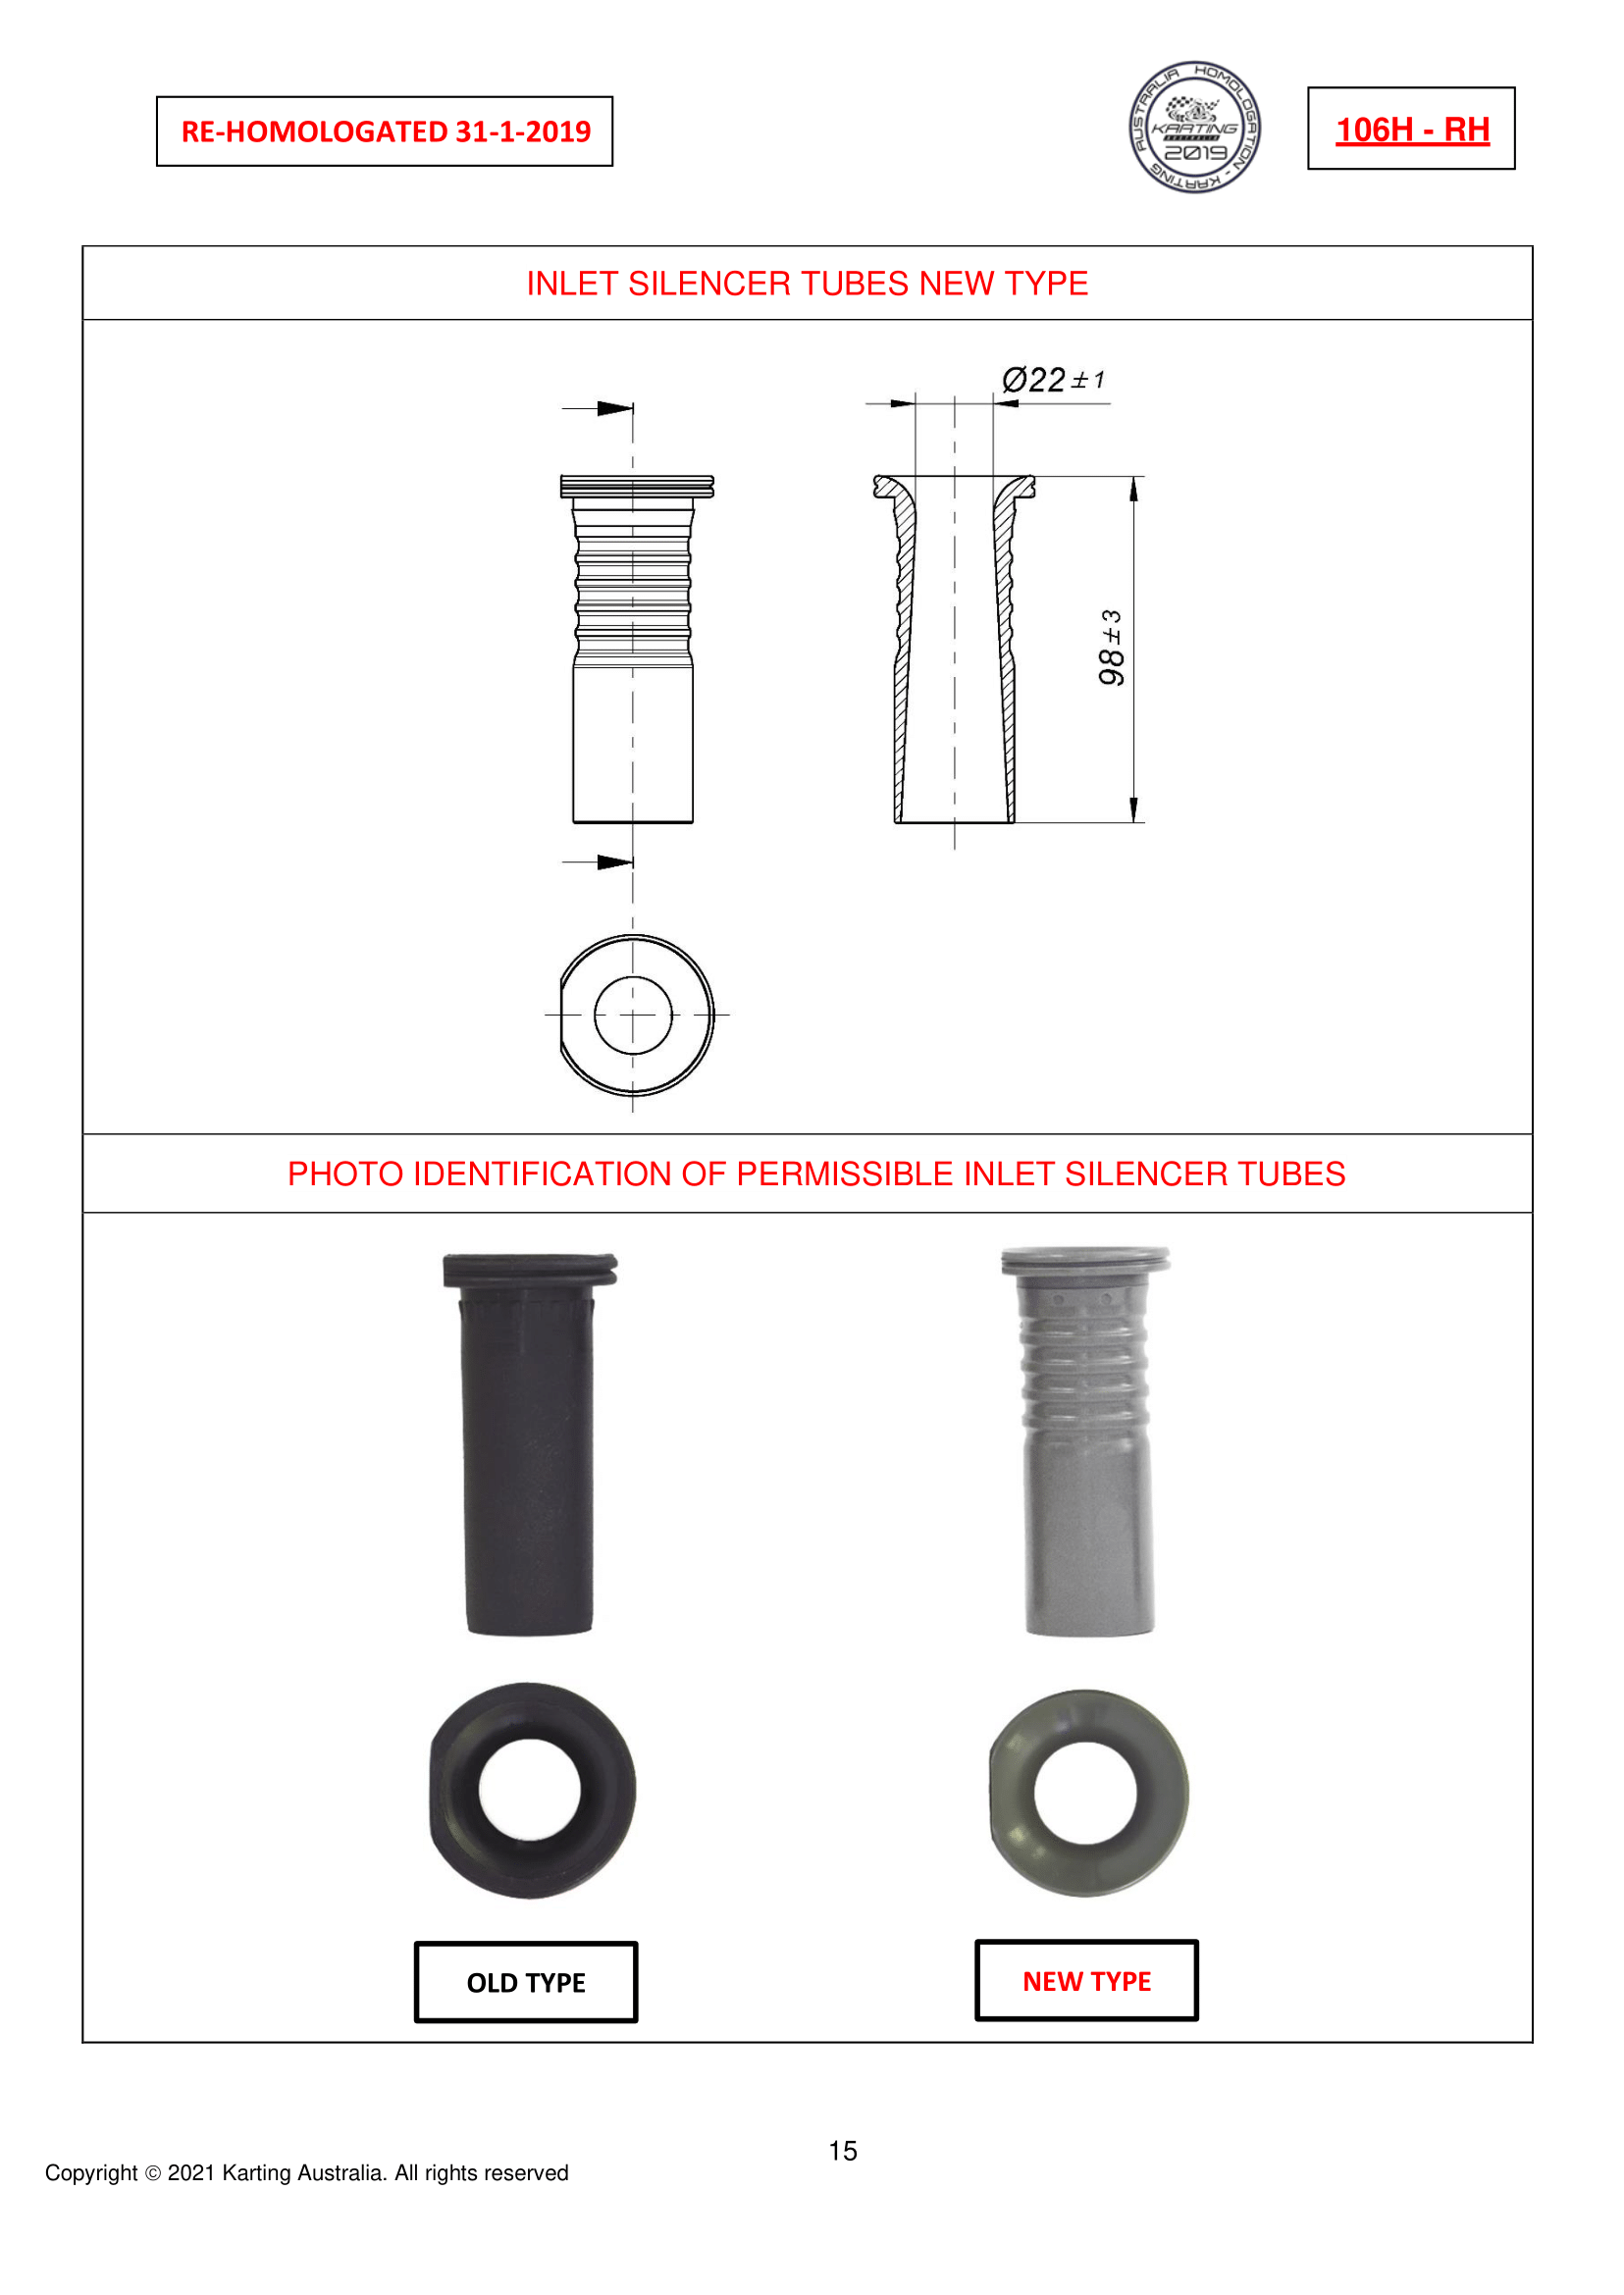 RE-HOMOLOGATED 31-1-2019
AUSTRALIA HOMOLOGATION - KARTING
KARTING
AUSTRALIA
2019
106H - RH
INLET SILENCER TUBES NEW TYPE
Ø22 ± 1
98 ± 3
PHOTO IDENTIFICATION OF PERMISSIBLE INLET SILENCER TUBES
OLD TYPE
NEW TYPE
15
Copyright © 2021 Karting Australia. All rights reserved